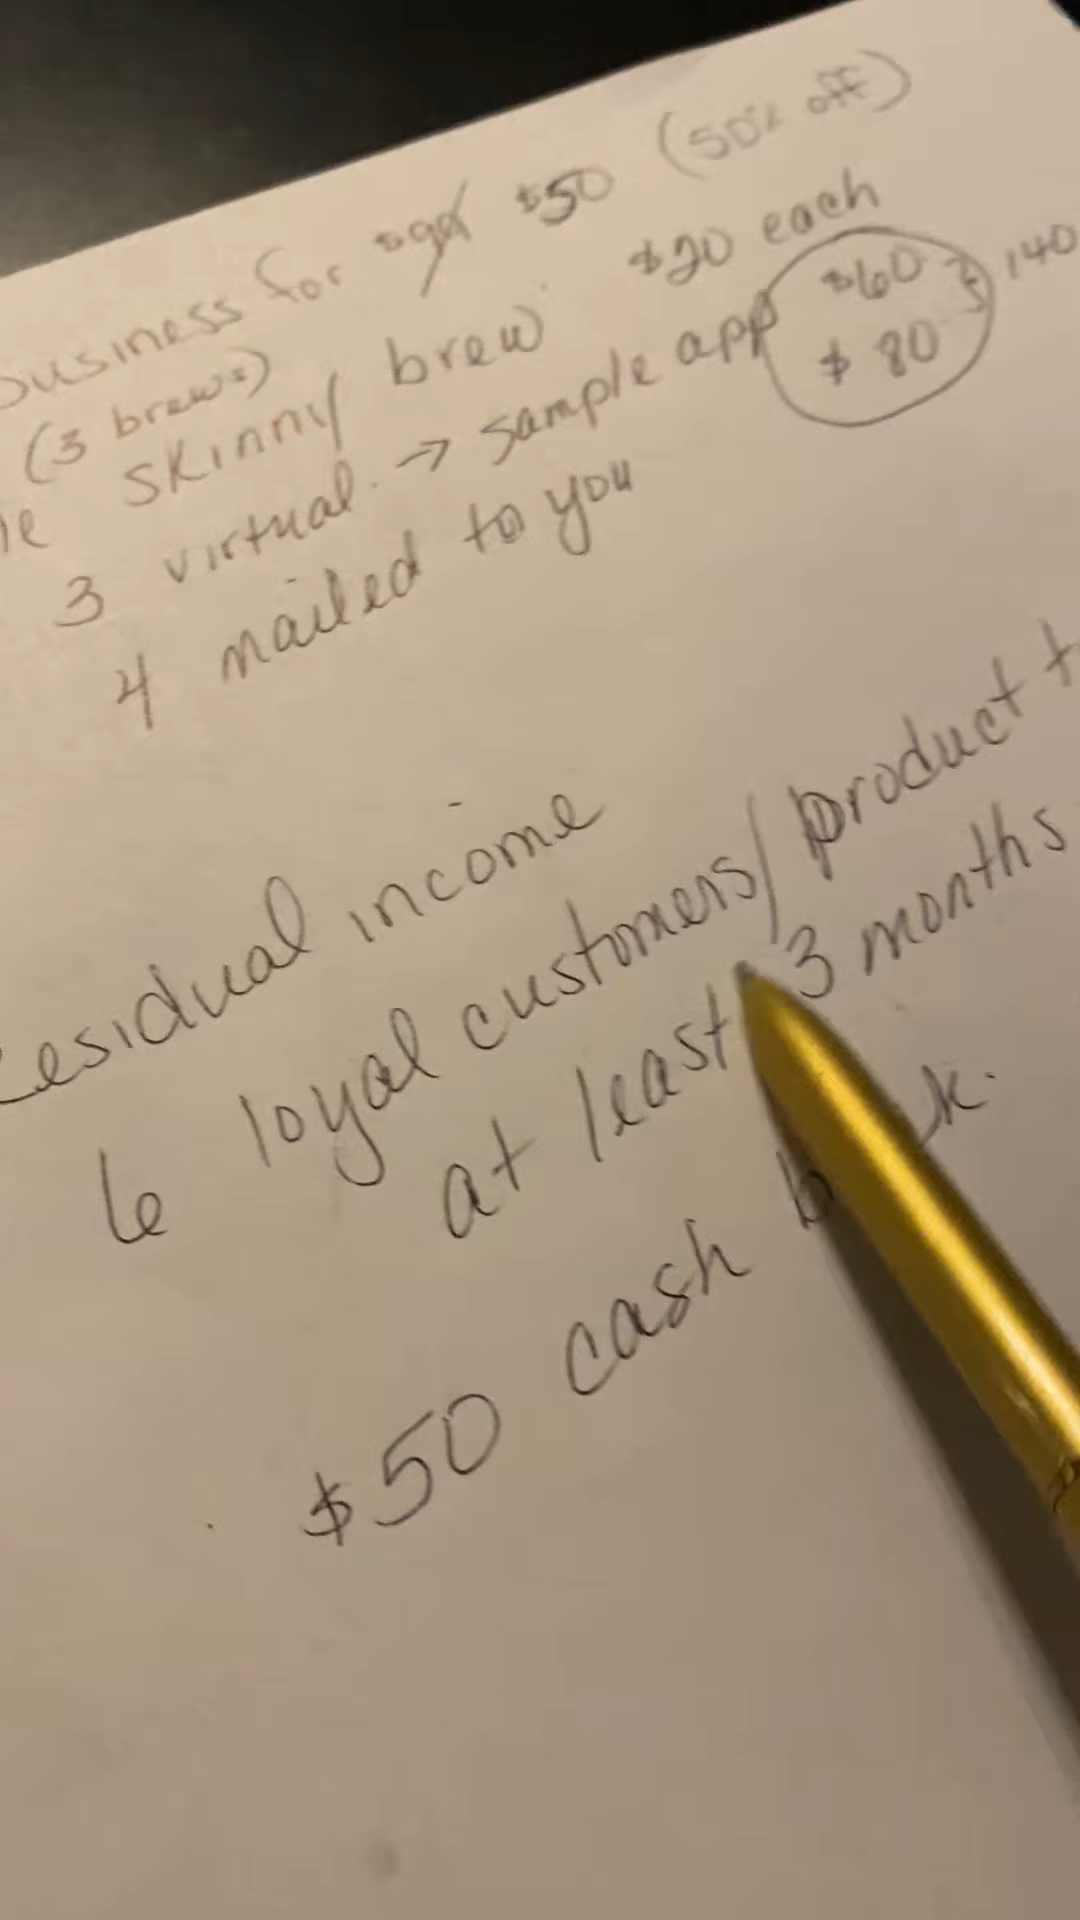 business for $99 $50 (50% off)
(3 brews)
skinny brew $20 each
3 virtual → sample app $60 } $140
4 mailed to you $80
Residual income
6 loyal customers/product
at least 3 months
$50 cash